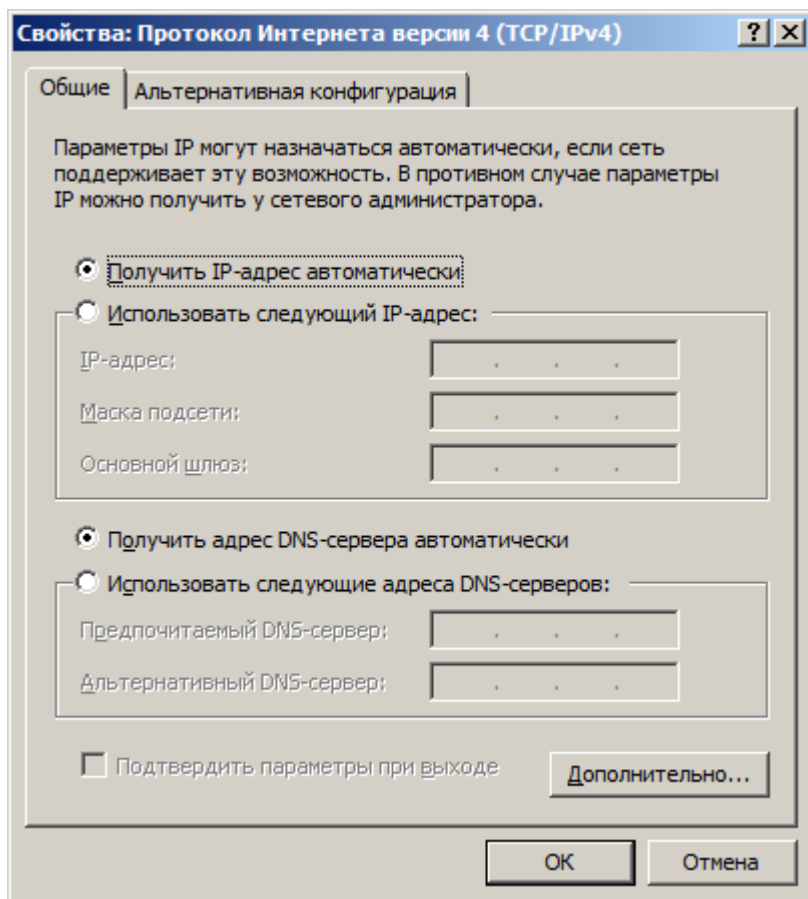 Свойства: Протокол Интернета версии 4 (TCP/IPv4)
Общие
Альтернативная конфигурация
Параметры IP могут назначаться автоматически, если сеть
поддерживает эту возможность. В противном случае параметры
IP можно получить у сетевого администратора.
Получить IP-адрес автоматически
Использовать следующий IP-адрес:
IP-адрес:
Маска подсети:
Основной шлюз:
Получить адрес DNS-сервера автоматически
Использовать следующие адреса DNS-серверов:
Предпочитаемый DNS-сервер:
Альтернативный DNS-сервер:
Подтвердить параметры при выходе
Дополнительно...
ОК
Отмена